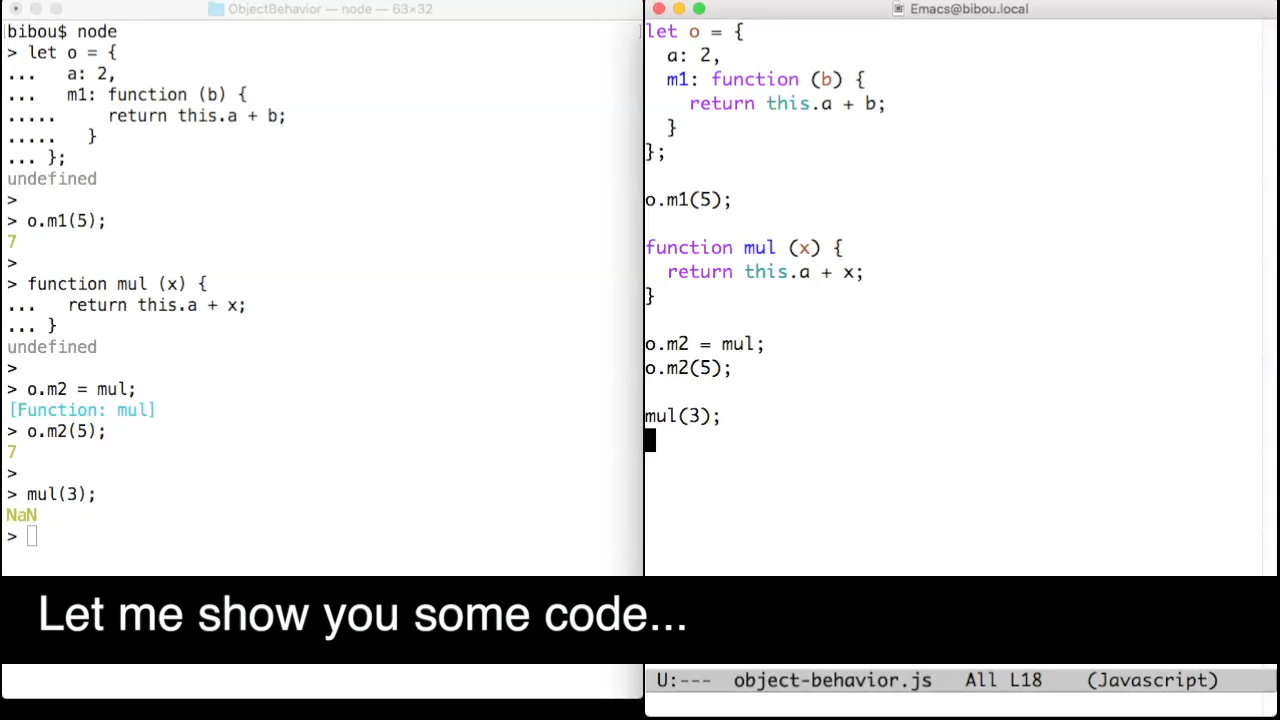 ObjectBehavior — node — 63×32
bibou$ node
> let o = {
...   a: 2,
...   m1: function (b) {
.....     return this.a + b;
.....   }
... };
undefined
>
> o.m1(5);
7
>
> function mul (x) {
...   return this.a + x;
... }
undefined
>
> o.m2 = mul;
[Function: mul]
> o.m2(5);
7
>
> mul(3);
NaN
>
Emacs@bibou.local
let o = {
  a: 2,
  m1: function (b) {
    return this.a + b;
  }
};
o.m1(5);
function mul (x) {
  return this.a + x;
}
o.m2 = mul;
o.m2(5);
mul(3);
Let me show you some code...
U:---  object-behavior.js   All L18    (Javascript)